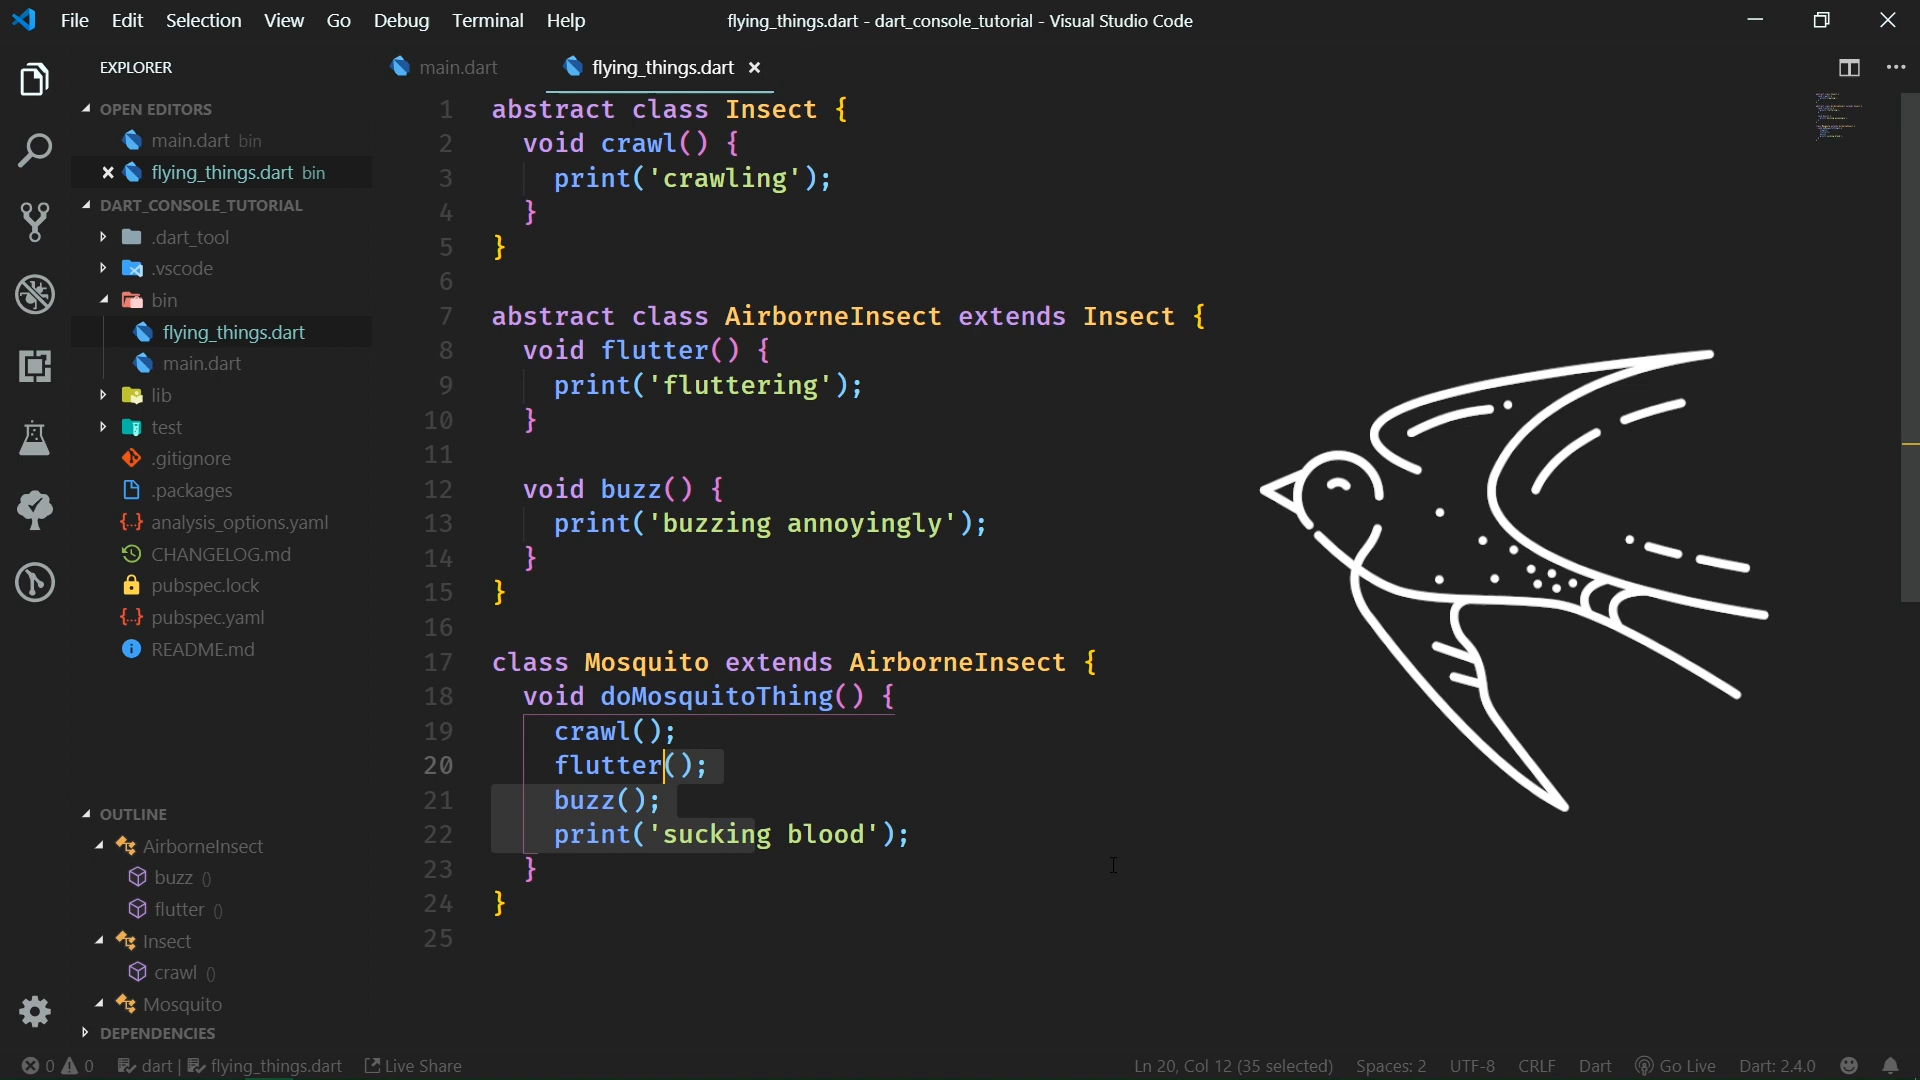 File Edit Selection View Go Debug Terminal Help
flying_things.dart - dart_console_tutorial - Visual Studio Code
EXPLORER
OPEN EDITORS
main.dart bin
flying_things.dart bin
DART_CONSOLE_TUTORIAL
.dart_tool
.vscode
bin
flying_things.dart
main.dart
lib
test
.gitignore
.packages
analysis_options.yaml
CHANGELOG.md
pubspec.lock
pubspec.yaml
README.md
OUTLINE
AirborneInsect
buzz ()
flutter ()
Insect
crawl ()
Mosquito
DEPENDENCIES
main.dart
flying_things.dart
1 abstract class Insect {
2 void crawl() {
3 print('crawling');
4 }
5 }
6
7 abstract class AirborneInsect extends Insect {
8 void flutter() {
9 print('fluttering');
10 }
11
12 void buzz() {
13 print('buzzing annoyingly');
14 }
15 }
16
17 class Mosquito extends AirborneInsect {
18 void doMosquitoThing() {
19 crawl();
20 flutter();
21 buzz();
22 print('sucking blood');
23 }
24 }
25
0 0 dart | flying_things.dart Live Share
Ln 20, Col 12 (35 selected) Spaces: 2 UTF-8 CRLF Dart Go Live Dart: 2.4.0